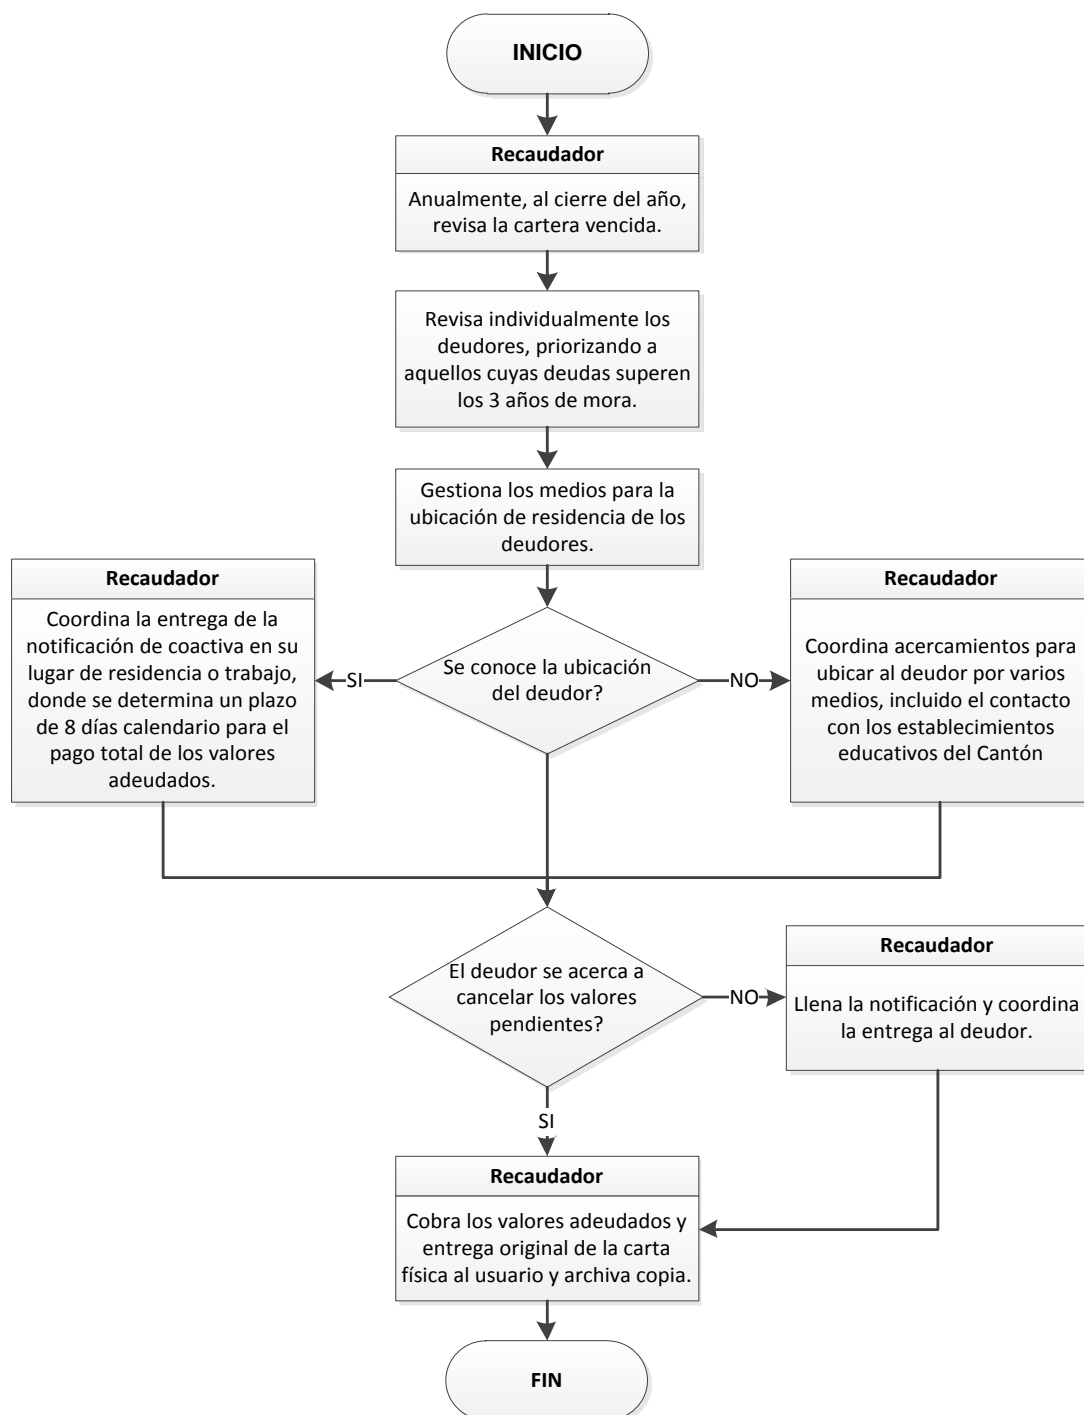 INICIO
Recaudador
Anualmente, al cierre del año,
revisa la cartera vencida.
Revisa individualmente los
deudores, priorizando a
aquellos cuyas deudas superen
los 3 años de mora.
Gestiona los medios para la
ubicación de residencia de los
deudores.
Recaudador
Coordina la entrega de la
notificación de coactiva en su
lugar de residencia o trabajo,
donde se determina un plazo
de 8 días calendario para el
pago total de los valores
adeudados.
SI
Se conoce la ubicación
del deudor?
NO
Recaudador
Coordina acercamientos para
ubicar al deudor por varios
medios, incluido el contacto
con los establecimientos
educativos del Cantón
El deudor se acerca a
cancelar los valores
pendientes?
NO
Recaudador
Llena la notificación y coordina
la entrega al deudor.
SI
Recaudador
Cobra los valores adeudados y
entrega original de la carta
física al usuario y archiva copia.
FIN